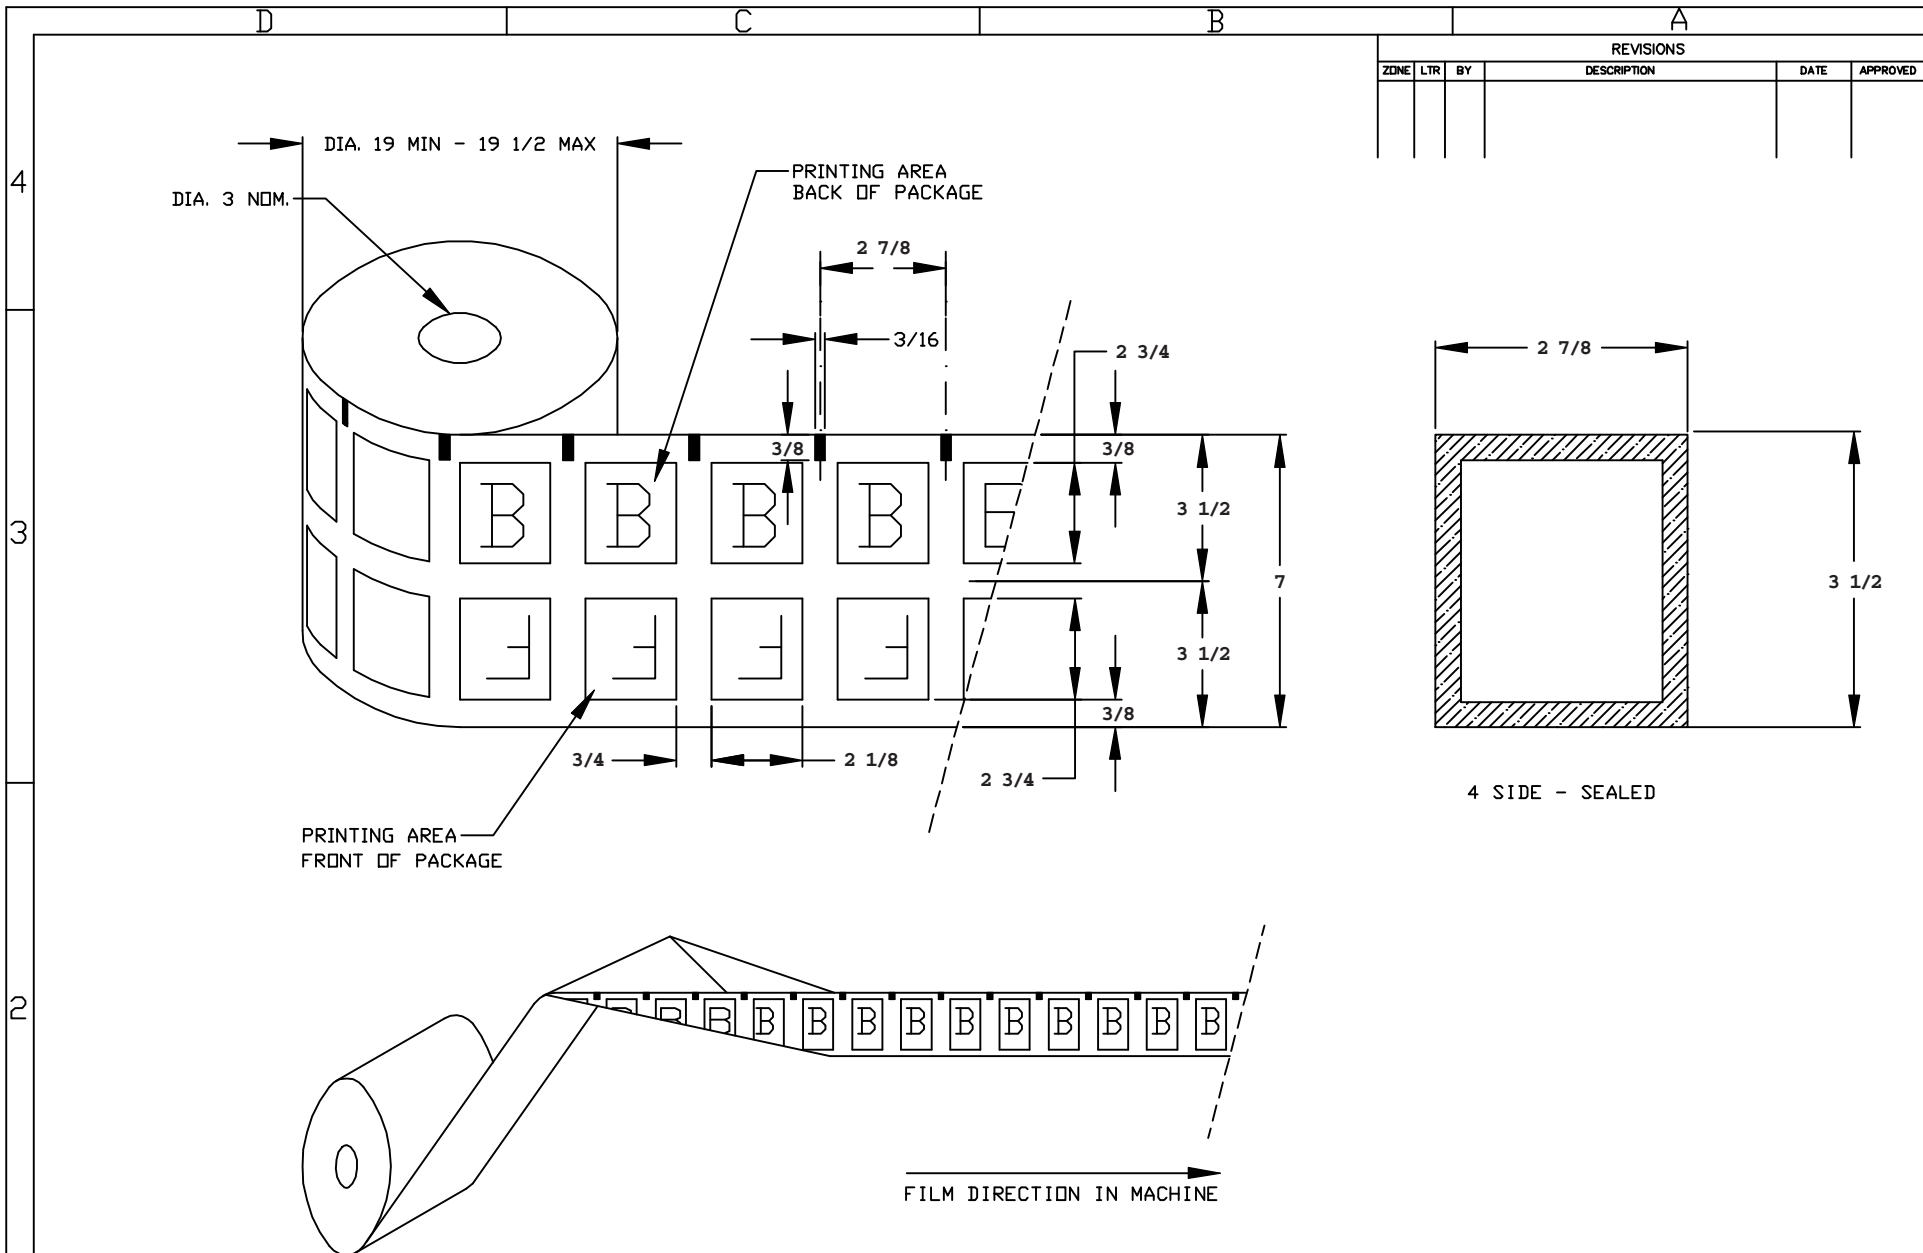 D C B A
REVISIONS
ZONE LTR BY DESCRIPTION DATE APPROVED
4
DIA. 19 MIN - 19 1/2 MAX
PRINTING AREA
BACK OF PACKAGE
DIA. 3 NOM.
2 7/8
3/16
2 3/4
2 7/8
3/8
3/8
3 1/2
B B B B B
3
7
3 1/2
F F F F
3 1/2
3/8
3/4
2 1/8
2 3/4
4 SIDE - SEALED
PRINTING AREA
FRONT OF PACKAGE
2
B B B B B B B B B B B B B
FILM DIRECTION IN MACHINE